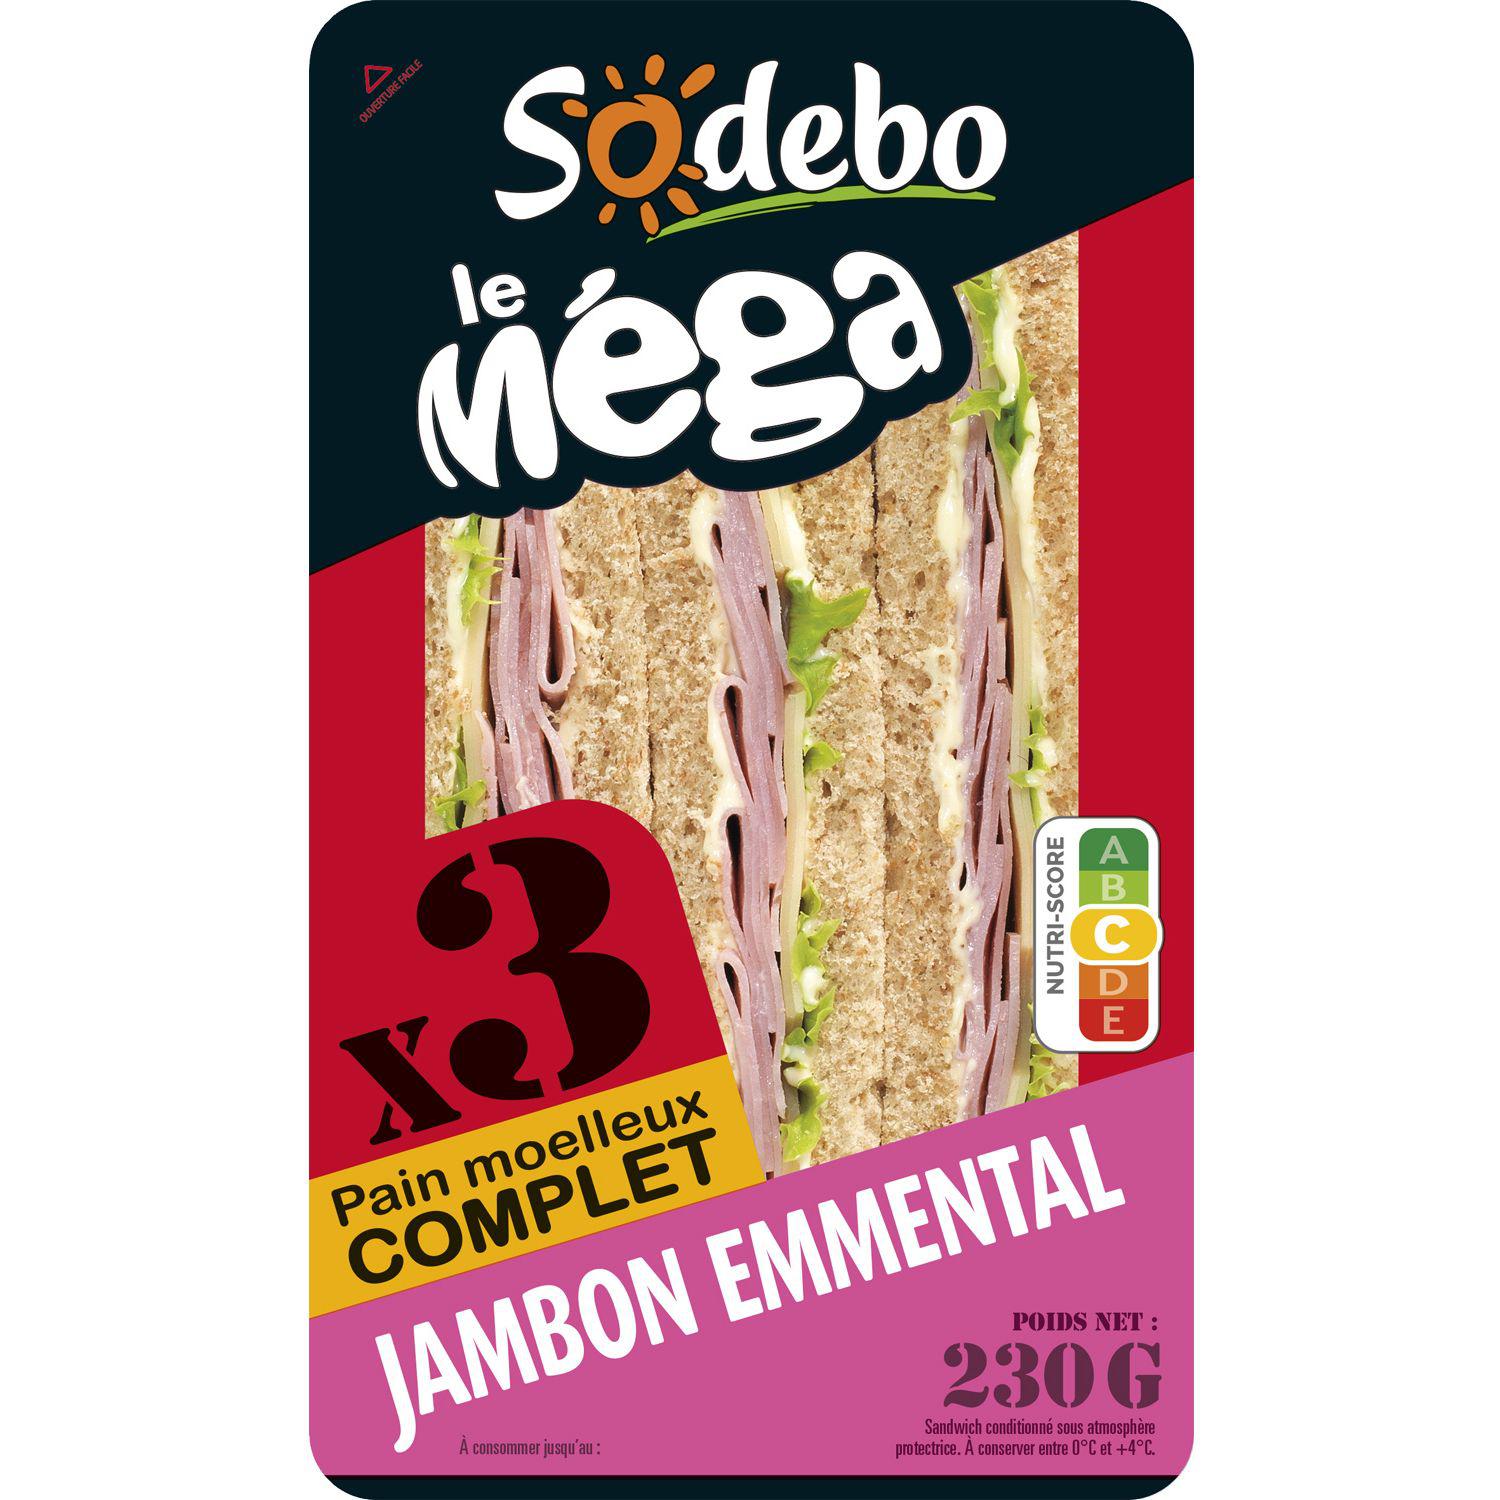 OUVERTURE FACILE
Sodebo
le
Méga
NUTRI-SCORE
A
B
C
D
E
x3
Pain moelleux
COMPLET
JAMBON EMMENTAL
POIDS NET :
230 G
Sandwich conditionné sous atmosphère
protectrice. À conserver entre 0°C et +4°C.
À consommer jusqu'au :